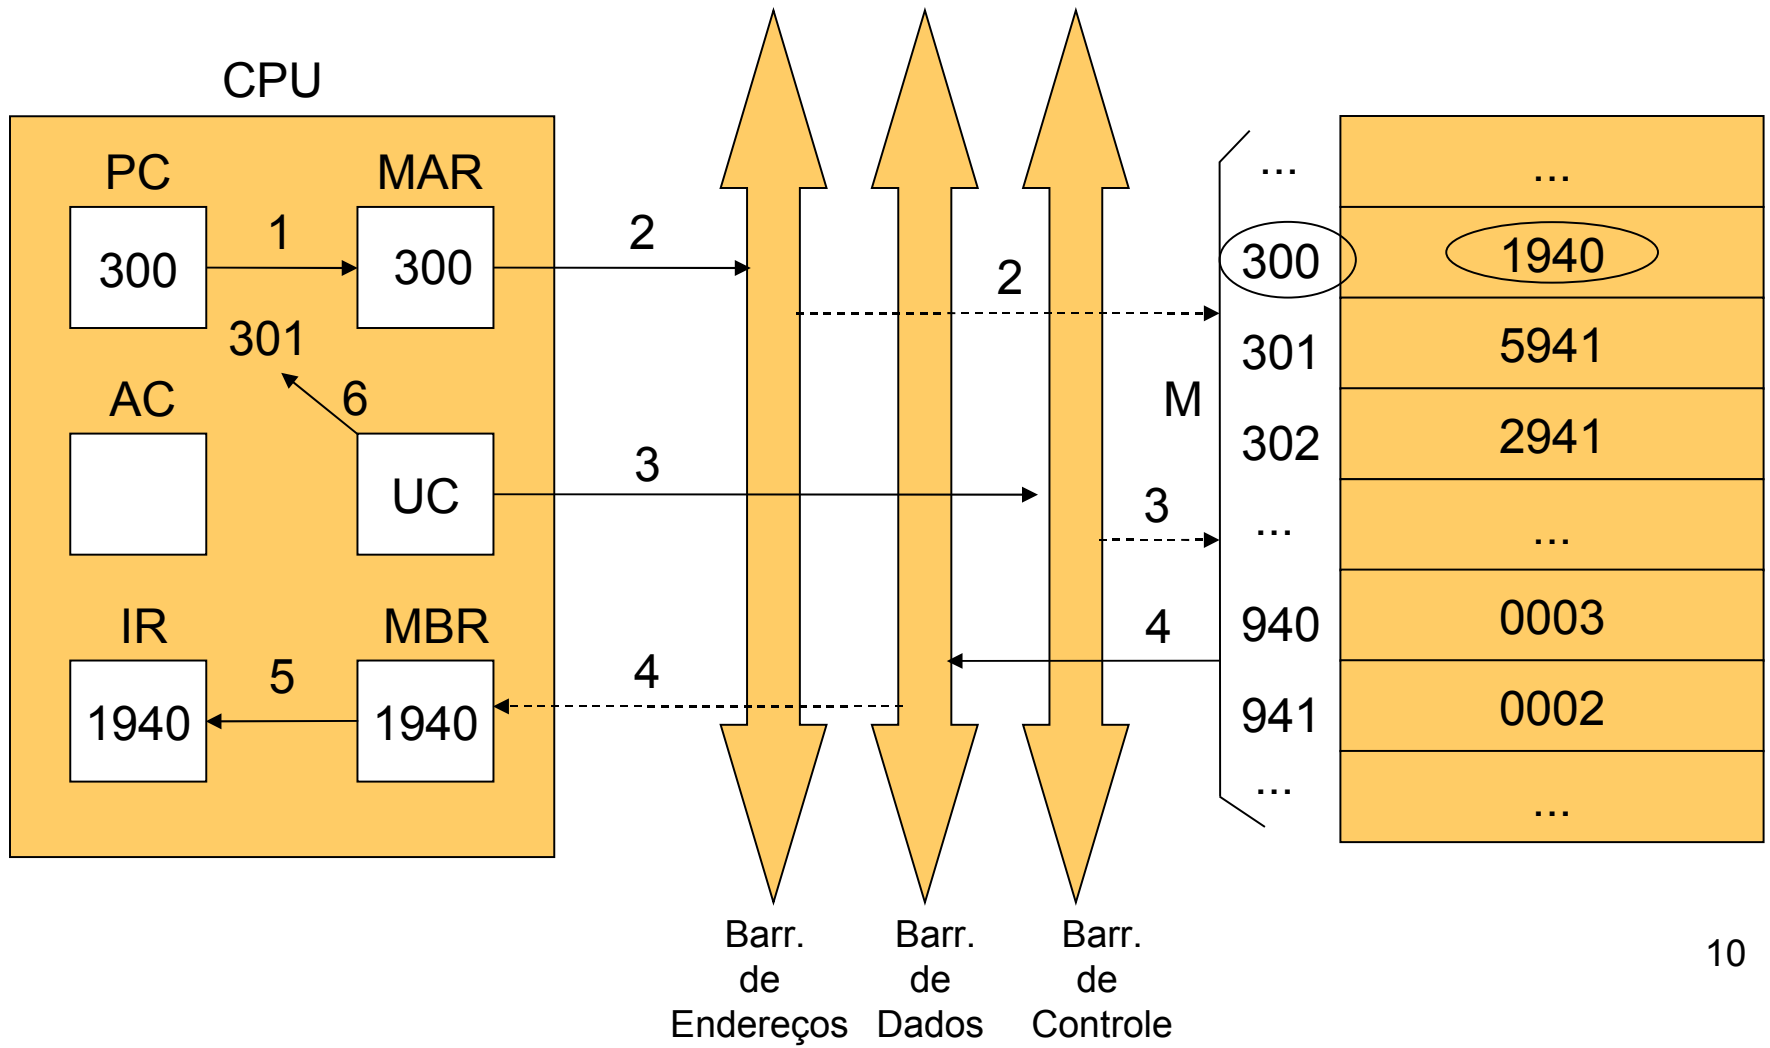 CPU
PC
MAR
300
1
300
2
301
AC
6
UC
3
IR
MBR
1940
5
1940
4
2
3
4
M
...
300
301
302
...
940
941
...
...
1940
5941
2941
...
0003
0002
...
Barr.
de
Endereços
Barr.
de
Dados
Barr.
de
Controle
10